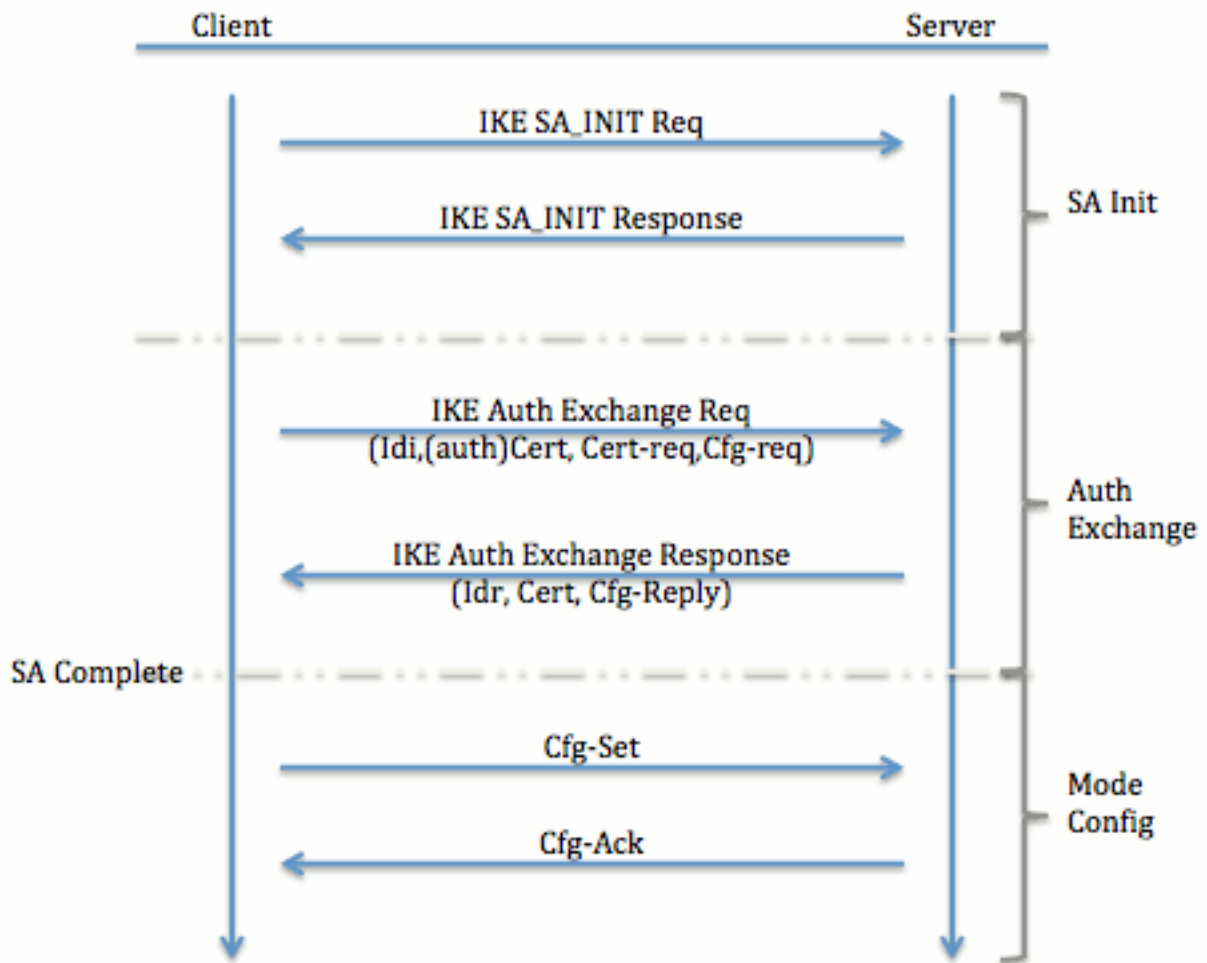 Client
Server
IKE SA_INIT Req
IKE SA_INIT Response
SA Init
IKE Auth Exchange Req
(Idi,(auth)Cert, Cert-req,Cfg-req)
Auth
Exchange
IKE Auth Exchange Response
(Idr, Cert, Cfg-Reply)
SA Complete
Cfg-Set
Mode
Config
Cfg-Ack